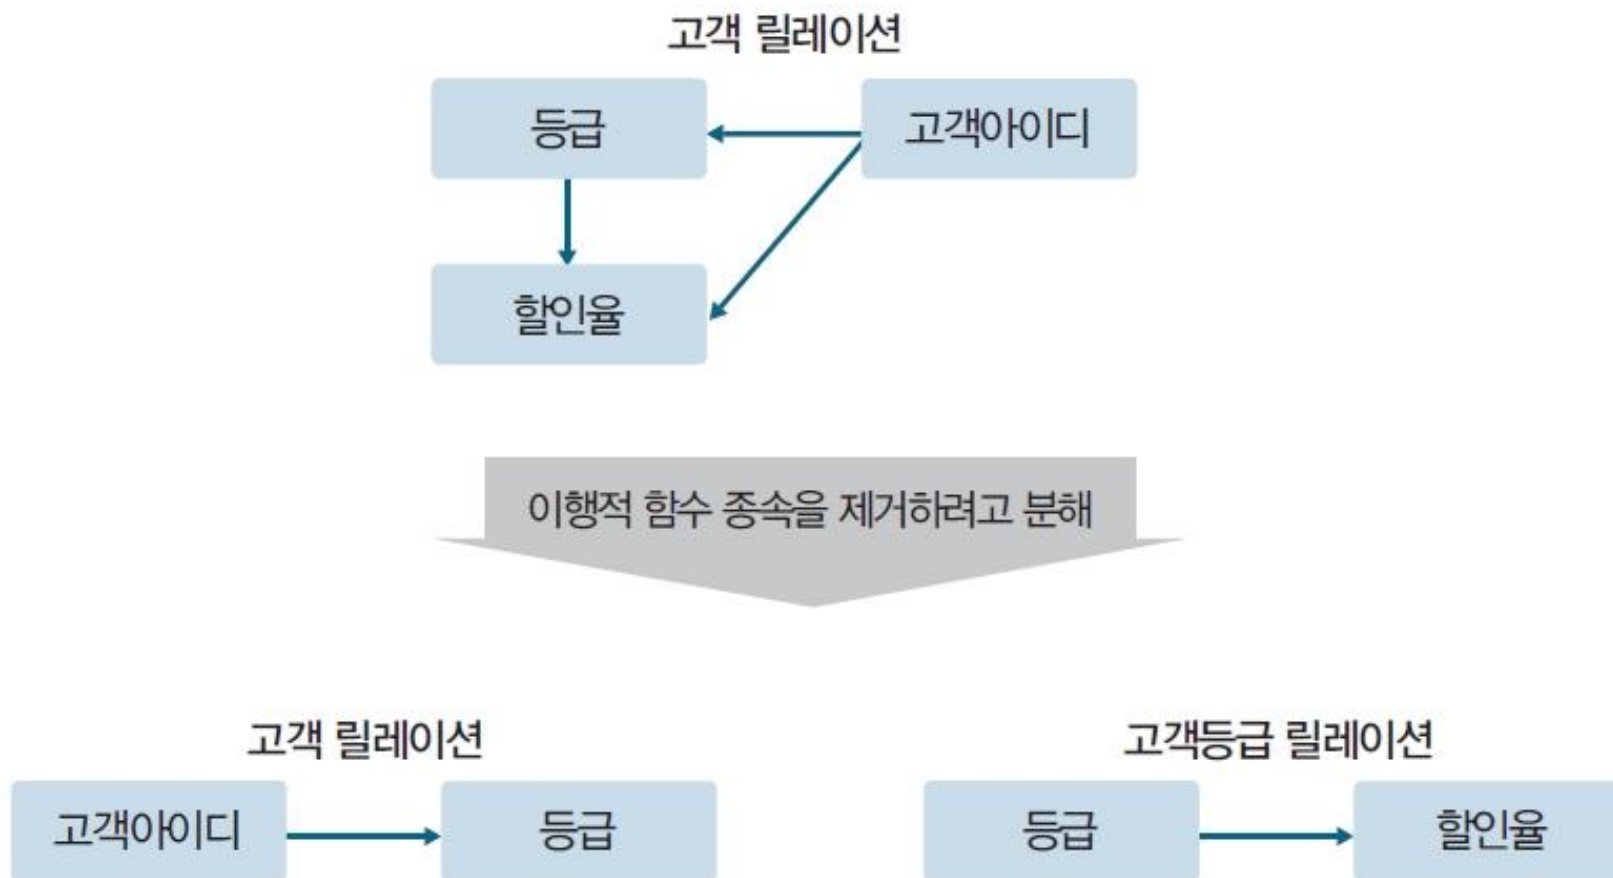 고객 릴레이션
등급
고객아이디
할인율
이행적 함수 종속을 제거하려고 분해
고객 릴레이션
고객등급 릴레이션
고객아이디
등급
등급
할인율